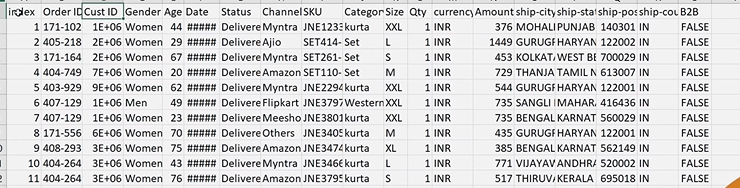 index Order ID Cust ID Gender Age Date Status Channel SKU Categor Size Qty currency Amount ship-city ship-stat ship-pos ship-cou B2B
1 171-102 1E+06 Women 44 ##### Delivere Myntra JNE1233 kurta XXL 1 INR 376 MOHALI PUNJAB 140301 IN FALSE
2 405-218 2E+06 Women 29 ##### Delivere Ajio SET414- Set L 1 INR 1449 GURUGR HARYAN 122002 IN FALSE
3 171-164 2E+06 Women 67 ##### Delivere Myntra SET261- Set S 1 INR 453 KOLKATA WEST BE 700029 IN FALSE
4 404-749 7E+06 Women 20 ##### Delivere Amazon SET110- Set M 1 INR 729 THANJA TAMIL N 613007 IN FALSE
5 403-929 9E+06 Women 62 ##### Delivere Myntra JNE2294 kurta XXL 1 INR 544 GURUGR HARYAN 122001 IN FALSE
6 407-129 1E+06 Men 49 ##### Delivere Flipkart JNE3797 Western XXL 1 INR 735 SANGLI MAHAR 416436 IN FALSE
7 407-129 1E+06 Women 23 ##### Delivere Meesho JNE3801 kurta XXL 1 INR 735 BENGAL KARNAT 560029 IN FALSE
8 171-556 6E+06 Women 70 ##### Delivere Others JNE3405 kurta M 1 INR 435 GURUGR HARYAN 122001 IN FALSE
9 408-293 3E+06 Women 75 ##### Delivere Amazon JNE3474 kurta XL 1 INR 385 BENGAL KARNAT 562149 IN FALSE
10 404-264 3E+06 Women 43 ##### Delivere Myntra JNE3466 kurta L 1 INR 771 VIJAYAV ANDHRA 520002 IN FALSE
11 404-264 3E+06 Women 76 ##### Delivere Amazon JNE3795 kurta S 1 INR 517 THIRUVA KERALA 695018 IN FALSE